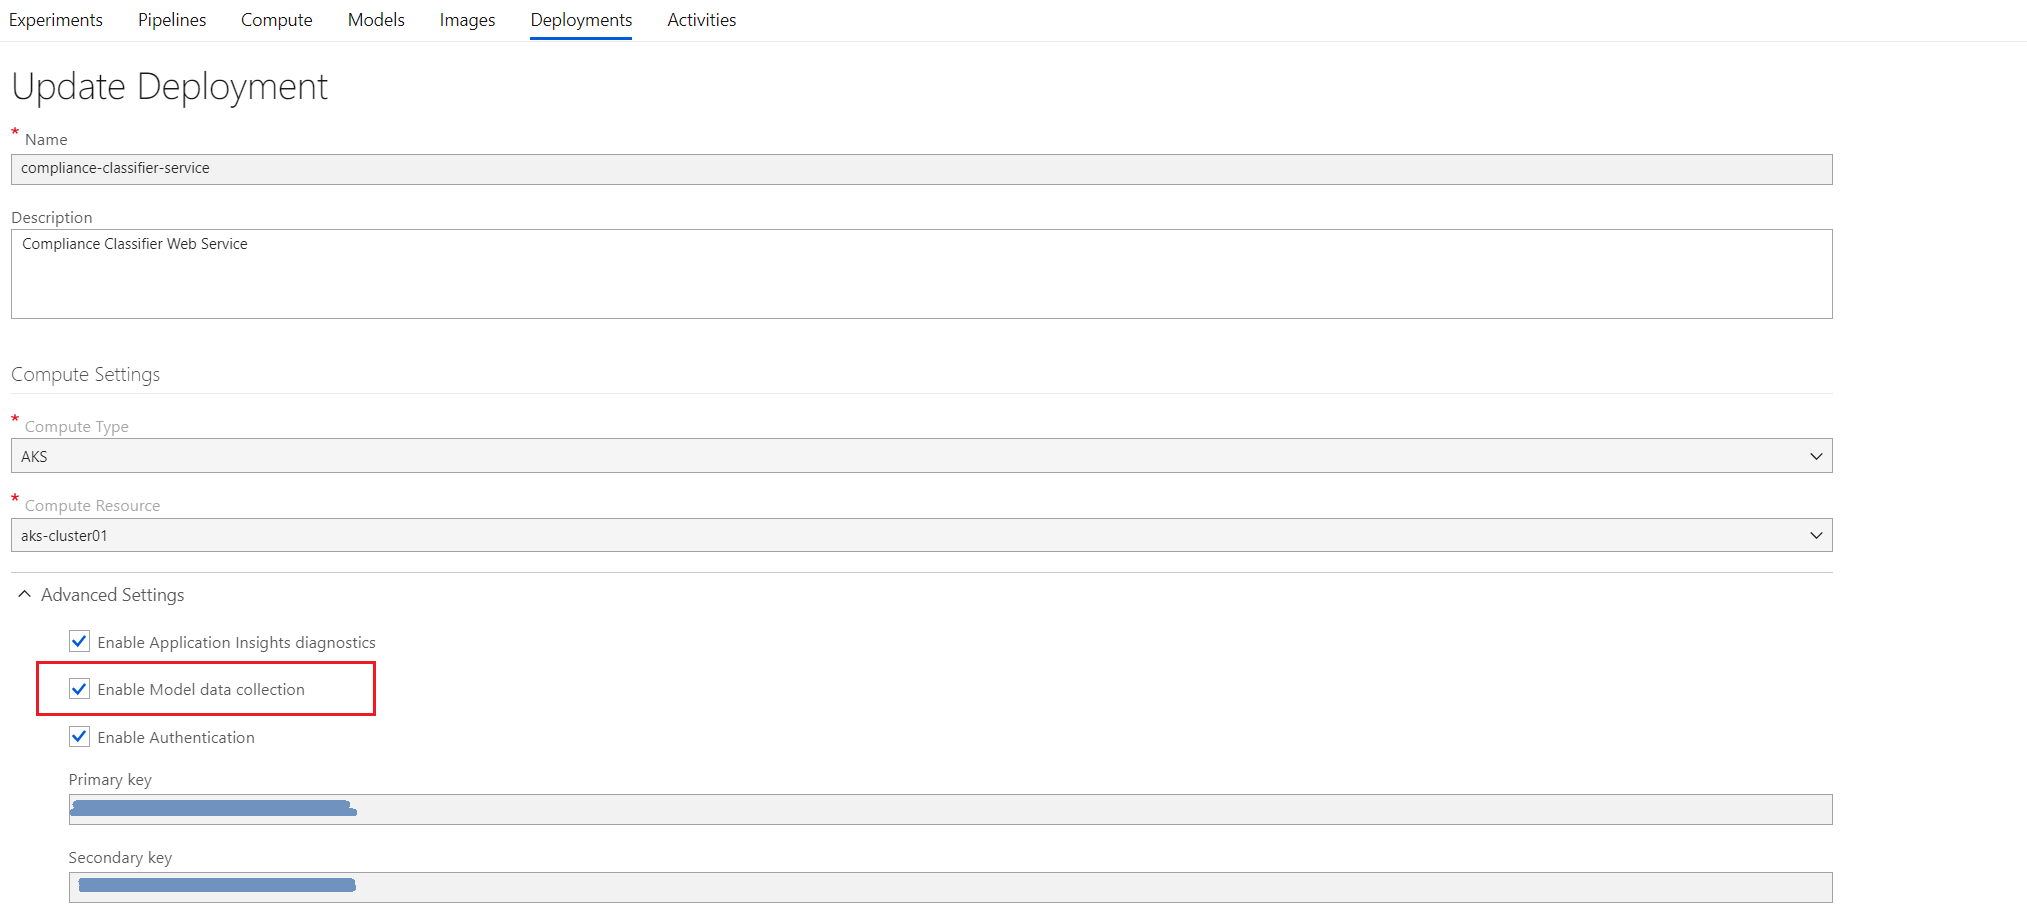 Experiments Pipelines Compute Models Images Deployments Activities
Update Deployment
* Name
compliance-classifier-service
Description
Compliance Classifier Web Service
Compute Settings
* Compute Type
AKS
* Compute Resource
aks-cluster01
Advanced Settings
Enable Application Insights diagnostics
Enable Model data collection
Enable Authentication
Primary key
Secondary key